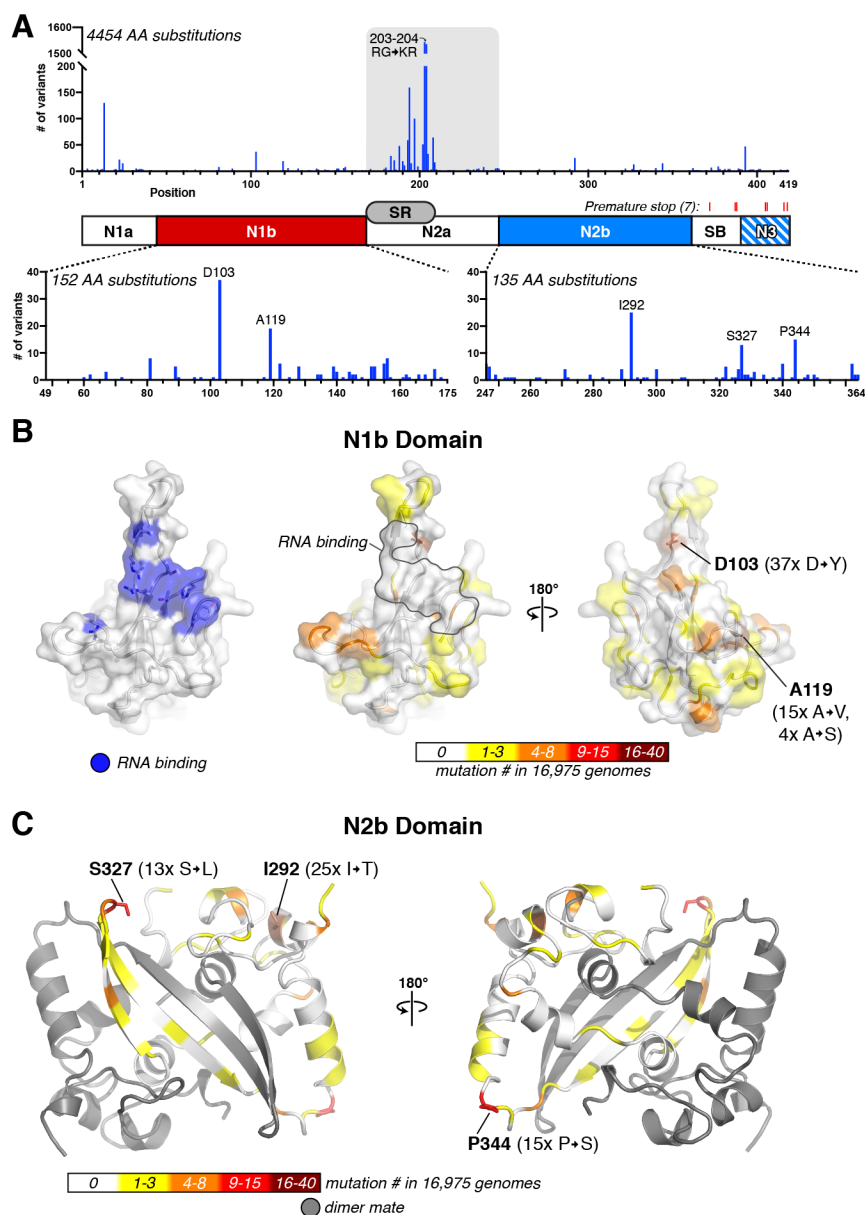 A
4454 AA substitutions
203-204
RG→KR
# of variants
1600
1500
200
150
100
50
0
1 100 200 300 400 419
Position
Premature stop (7):
SR
N1a N1b N2a N2b SB N3
152 AA substitutions
# of variants
40
30
20
10
0
D103
A119
49 60 80 100 120 140 160 175
135 AA substitutions
40
30
20
10
0
I292
S327
P344
247 260 280 300 320 340 364
B
N1b Domain
RNA binding
180°
D103 (37x D→Y)
A119
(15x A→V,
4x A→S)
RNA binding
0 1-3 4-8 9-15 16-40
mutation # in 16,975 genomes
C
N2b Domain
S327 (13x S→L)
I292 (25x I→T)
180°
P344 (15x P→S)
0 1-3 4-8 9-15 16-40 mutation # in 16,975 genomes
dimer mate